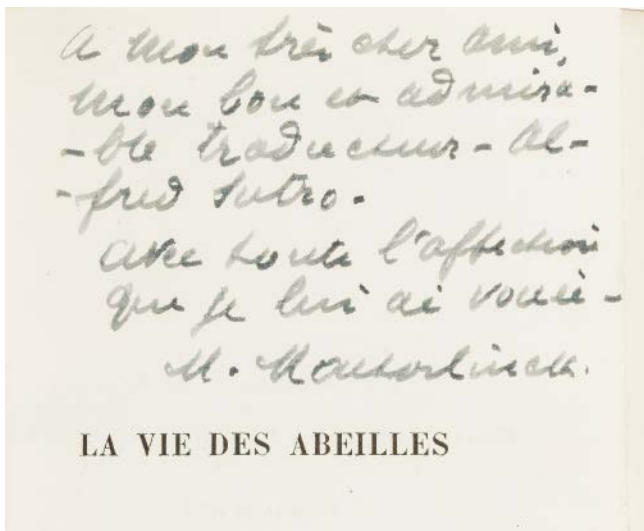 A mon très cher ami,
mon bon et admira-
-ble traducteur - Al-
-fred Sutro.
avec toute l'affection
que je lui ai vouée -
M. Maeterlinck.
LA VIE DES ABEILLES